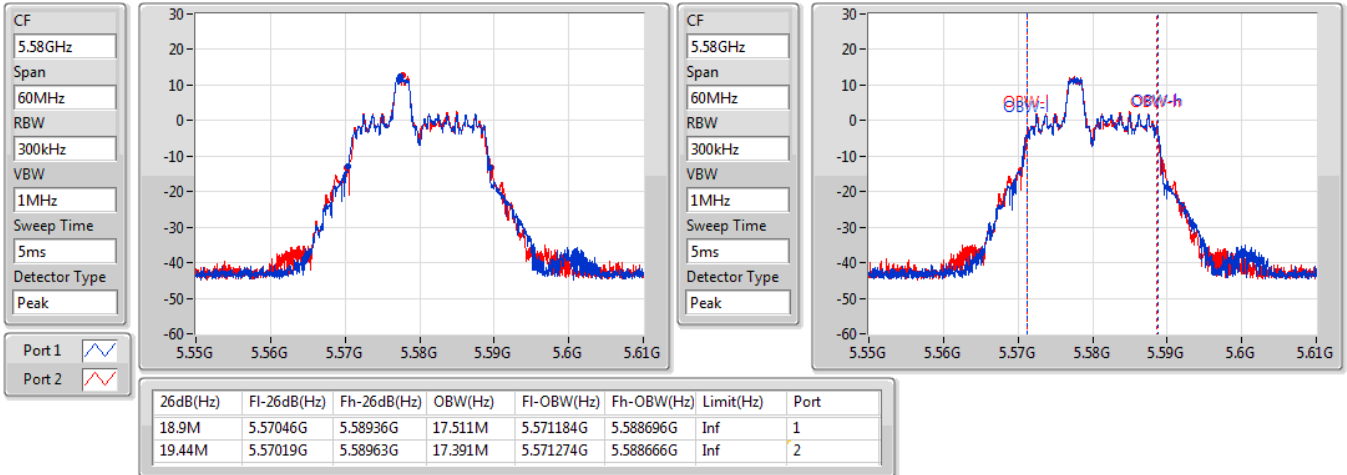 CF
5.58GHz
Span
60MHz
RBW
300kHz
VBW
1MHz
Sweep Time
5ms
Detector Type
Peak
Port 1
Port 2
30
20
10
0
-10
-20
-30
-40
-50
-60
5.55G 5.56G 5.57G 5.58G 5.59G 5.6G 5.61G
CF
5.58GHz
Span
60MHz
RBW
300kHz
VBW
1MHz
Sweep Time
5ms
Detector Type
Peak
30
20
10
0
-10
-20
-30
-40
-50
-60
OBW-l OBW-h
5.55G 5.56G 5.57G 5.58G 5.59G 5.6G 5.61G
26dB(Hz) Fl-26dB(Hz) Fh-26dB(Hz) OBW(Hz) Fl-OBW(Hz) Fh-OBW(Hz) Limit(Hz) Port
18.9M 5.57046G 5.58936G 17.511M 5.571184G 5.588696G Inf 1
19.44M 5.57019G 5.58963G 17.391M 5.571274G 5.588666G Inf 2